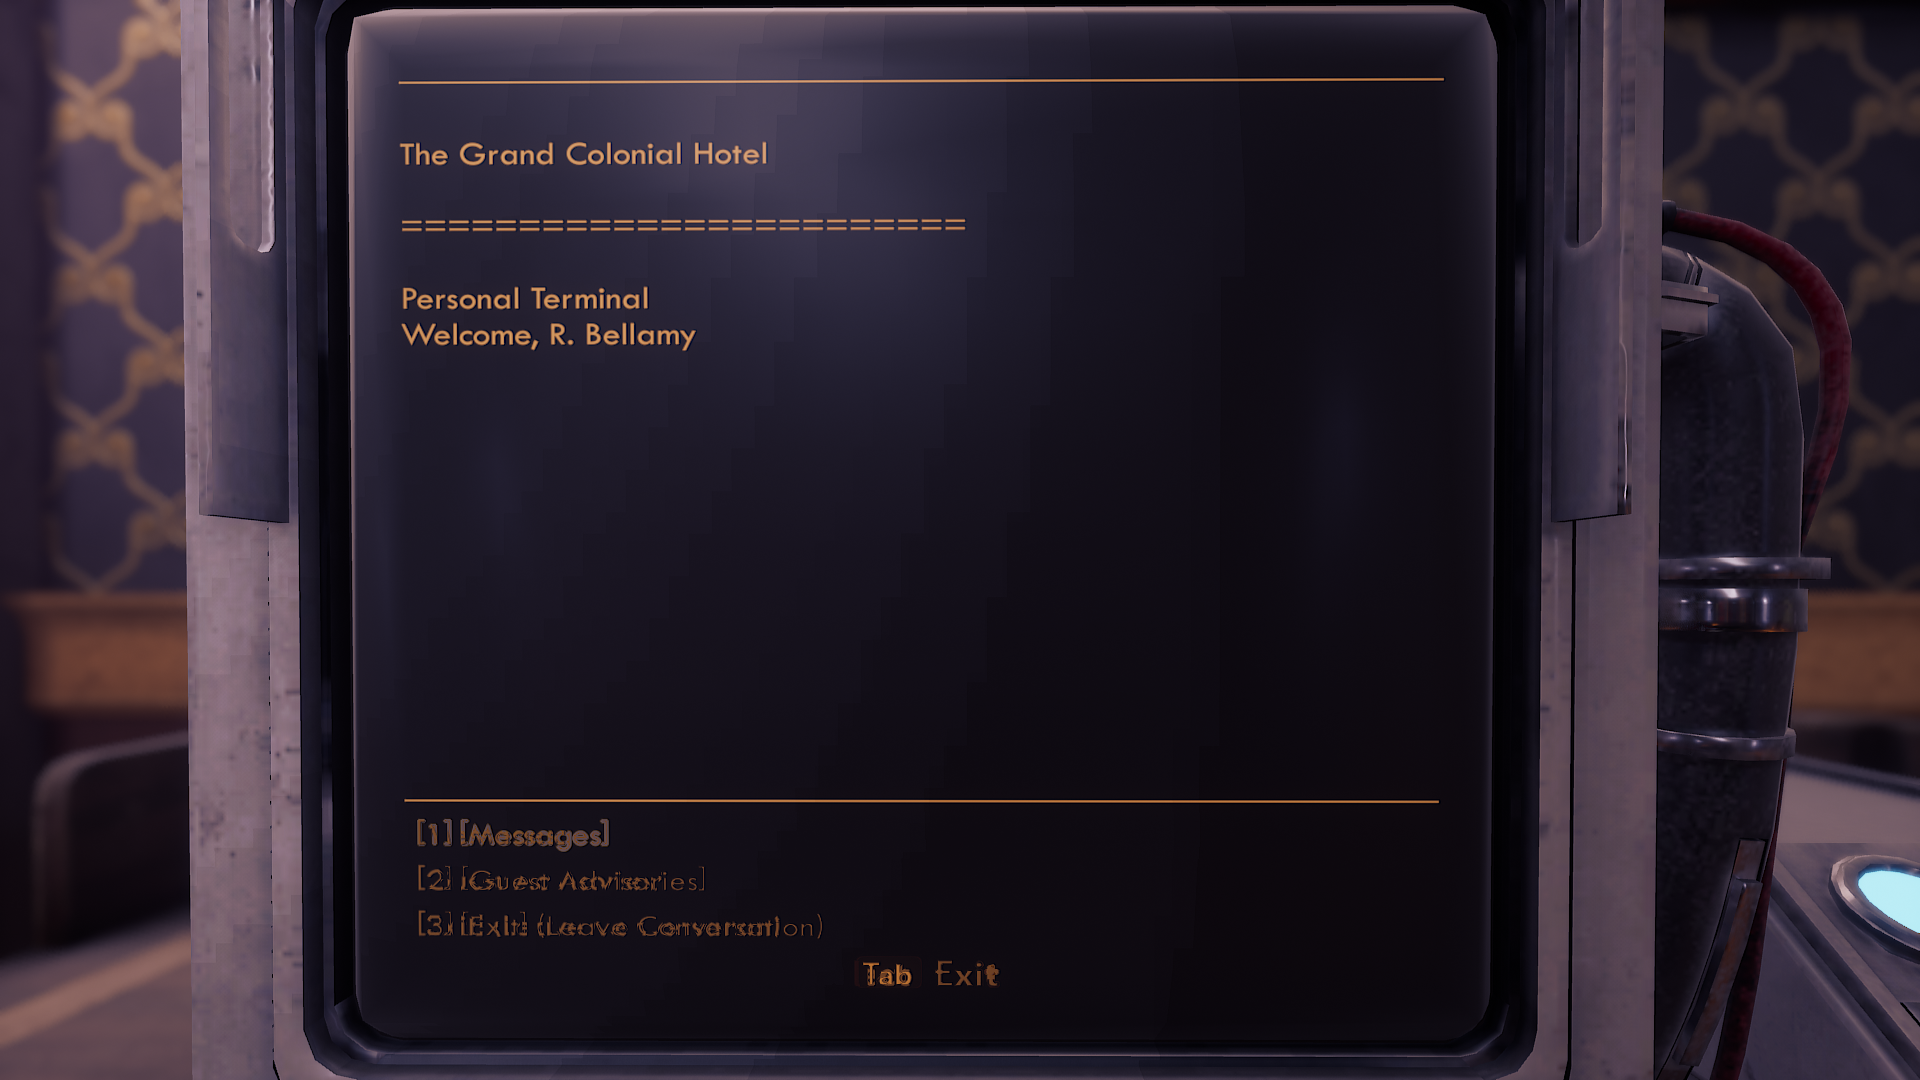 The Grand Colonial Hotel
========================
Personal Terminal
Welcome, R. Bellamy
[1] [Messages]
[2] [Guest Advisories]
[3] [Exit] (Leave Conversation)
Tab Exit